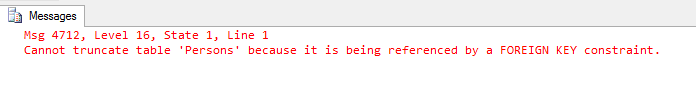 Messages
Msg 4712, Level 16, State 1, Line 1
Cannot truncate table 'Persons' because it is being referenced by a FOREIGN KEY constraint.